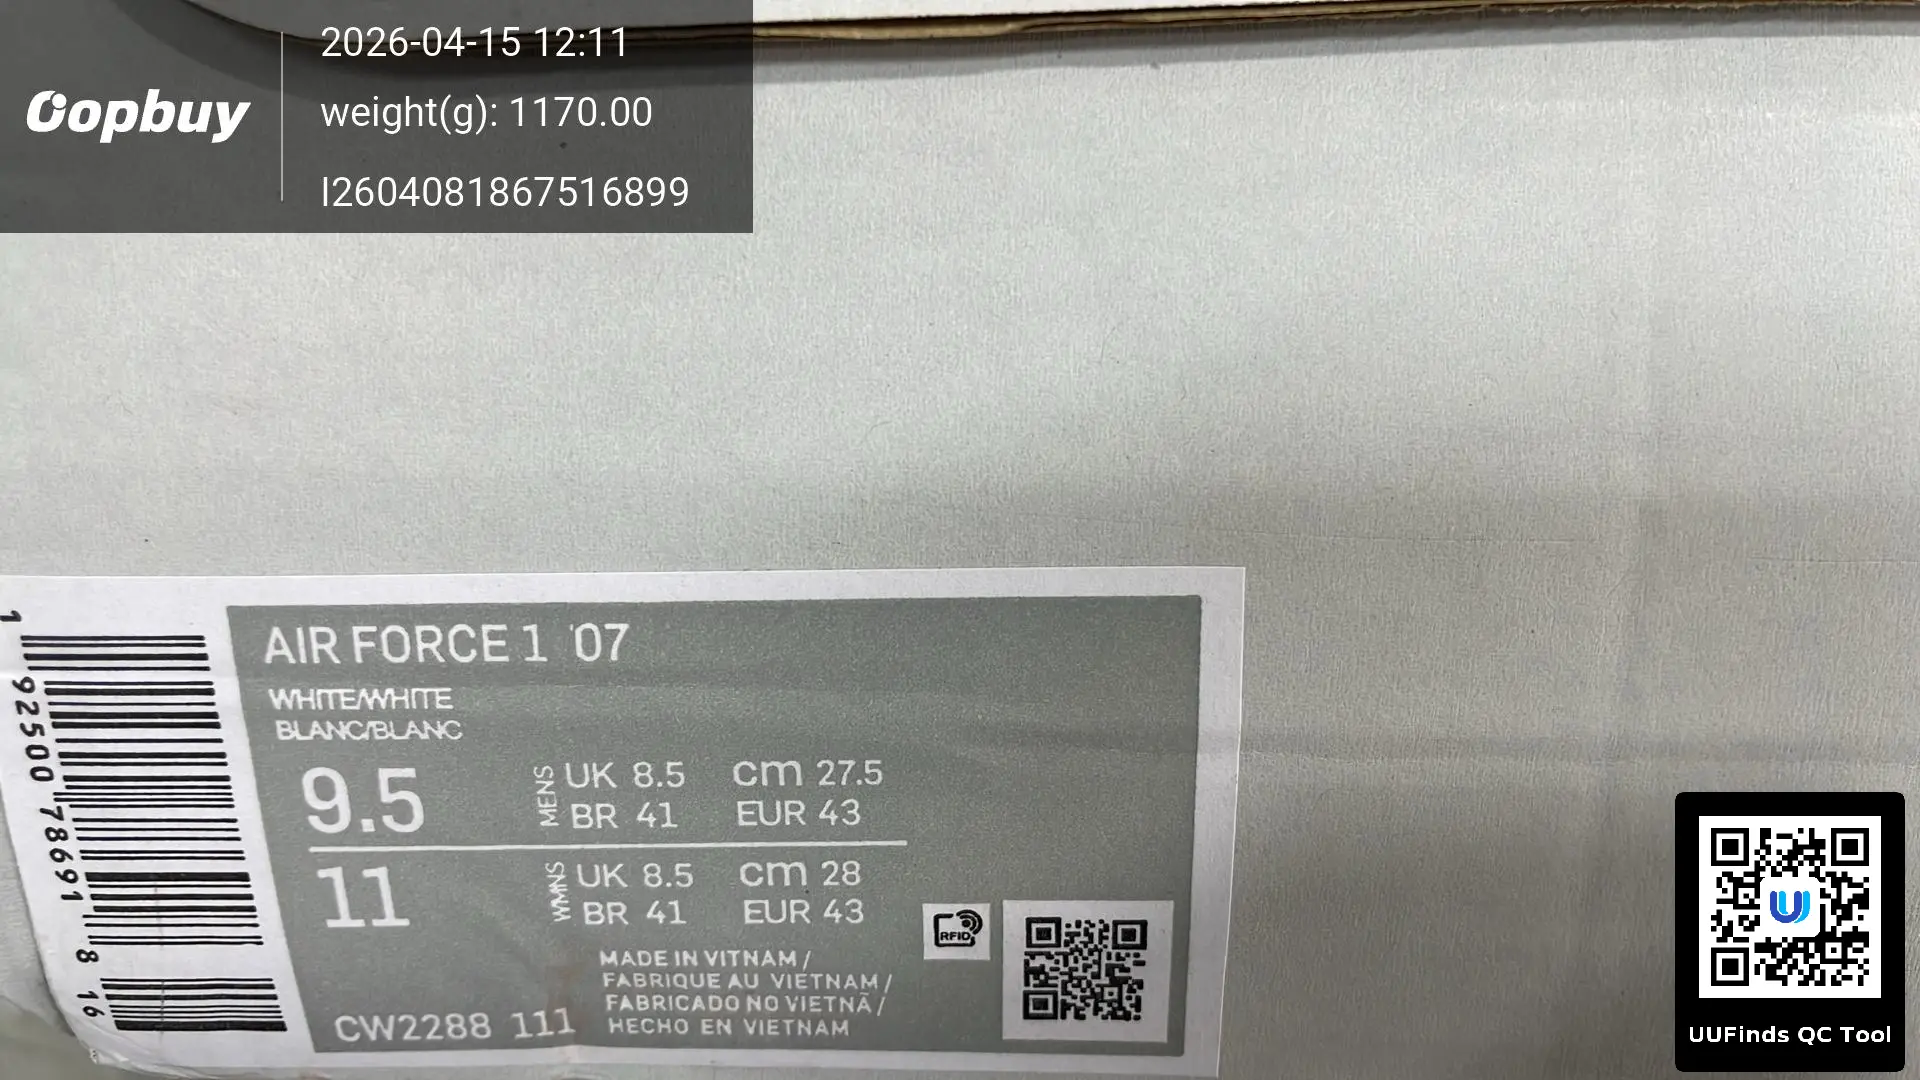 2026-04-15 12:11
Oopbuy
weight(g): 1170.00
I2604081867516899
AIR FORCE 1 '07
WHITE/WHITE
BLANC/BLANC
9.5
MENS
UK 8.5
cm 27.5
BR 41
EUR 43
11
WMNS
UK 8.5
cm 28
BR 41
EUR 43
RFID
MADE IN VITNAM /
FABRIQUE AU VIETNAM /
FABRICADO NO VIETNÃ /
HECHO EN VIETNAM
CW2288 111
1 92500 78691 8 16
UUFinds QC Tool